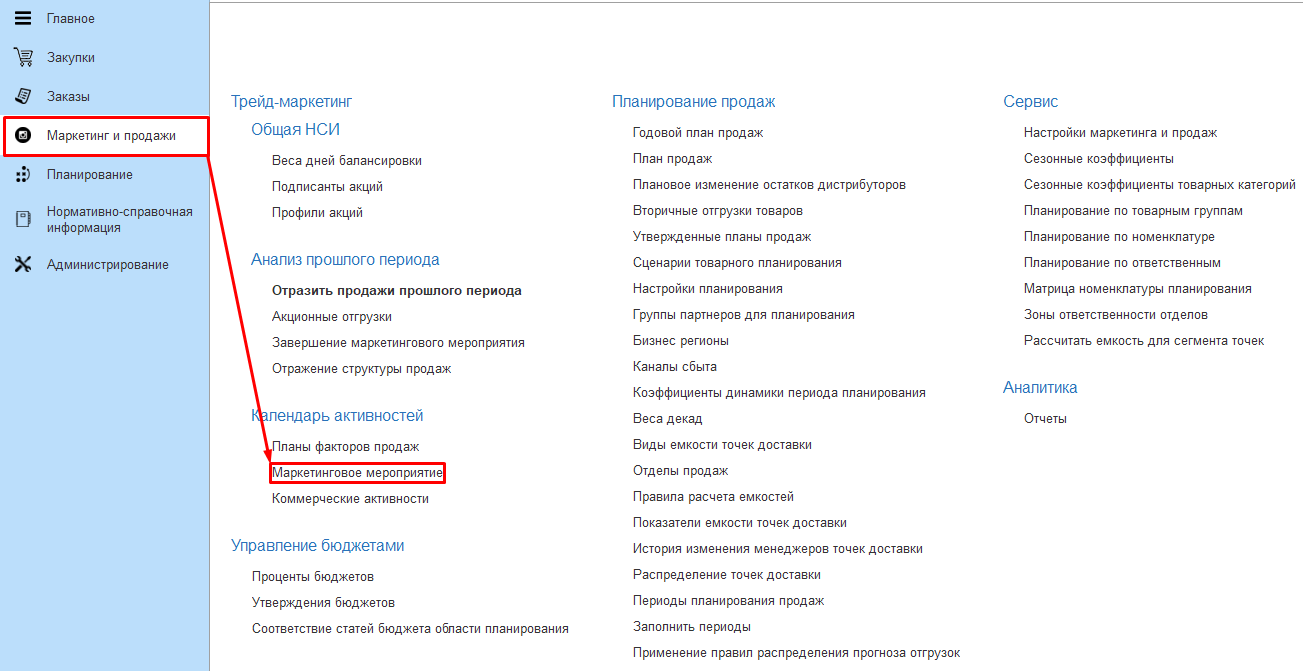 Главное
Закупки
Заказы
Маркетинг и продажи
Планирование
Нормативно-справочная
информация
Администрирование
Трейд-маркетинг
Общая НСИ
Веса дней балансировки
Подписанты акций
Профили акций
Анализ прошлого периода
Отразить продажи прошлого периода
Акционные отгрузки
Завершение маркетингового мероприятия
Отражение структуры продаж
Календарь активностей
Планы факторов продаж
Маркетинговое мероприятие
Коммерческие активности
Управление бюджетами
Проценты бюджетов
Утверждения бюджетов
Соответствие статей бюджета области планирования
Планирование продаж
Годовой план продаж
План продаж
Плановое изменение остатков дистрибуторов
Вторичные отгрузки товаров
Утвержденные планы продаж
Сценарии товарного планирования
Настройки планирования
Группы партнеров для планирования
Бизнес регионы
Каналы сбыта
Коэффициенты динамики периода планирования
Веса декад
Виды емкости точек доставки
Отделы продаж
Правила расчета емкостей
Показатели емкости точек доставки
История изменения менеджеров точек доставки
Распределение точек доставки
Периоды планирования продаж
Заполнить периоды
Применение правил распределения прогноза отгрузок
Сервис
Настройки маркетинга и продаж
Сезонные коэффициенты
Сезонные коэффициенты товарных категорий
Планирование по товарным группам
Планирование по номенклатуре
Планирование по ответственным
Матрица номенклатуры планирования
Зоны ответственности отделов
Рассчитать емкость для сегмента точек
Аналитика
Отчеты